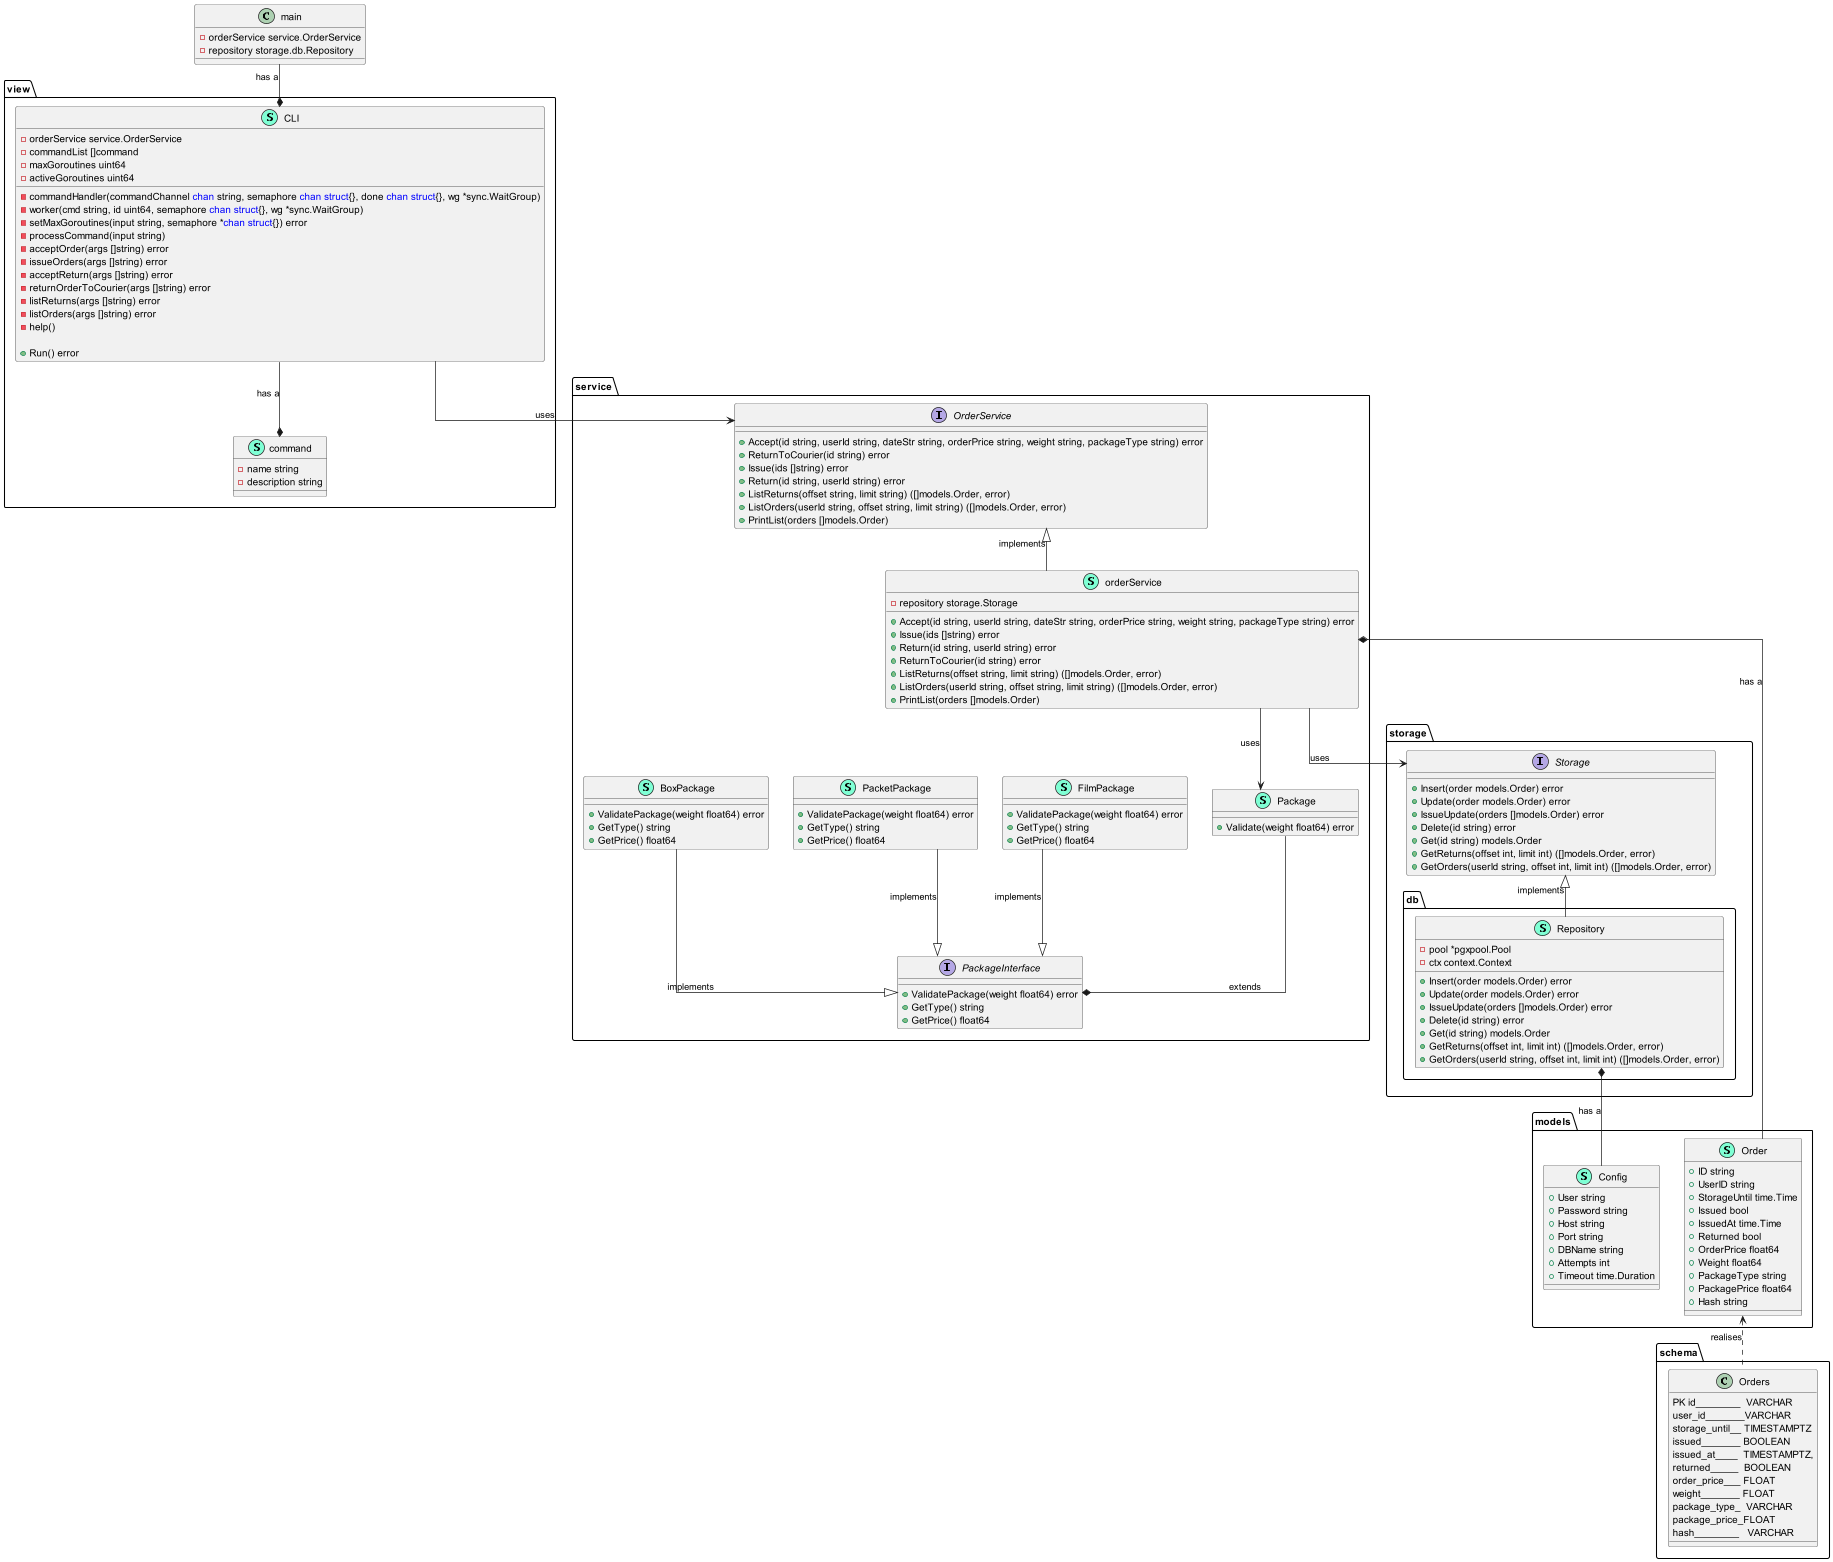 main
orderService service.OrderService
repository storage.db.Repository
has a
view
CLI
orderService service.OrderService
commandList []command
maxGoroutines uint64
activeGoroutines uint64
commandHandler(commandChannel chan string, semaphore chan struct{}, done chan struct{}, wg *sync.WaitGroup)
worker(cmd string, id uint64, semaphore chan struct{}, wg *sync.WaitGroup)
setMaxGoroutines(input string, semaphore *chan struct{}) error
processCommand(input string)
acceptOrder(args []string) error
issueOrders(args []string) error
acceptReturn(args []string) error
returnOrderToCourier(args []string) error
listReturns(args []string) error
listOrders(args []string) error
help()
Run() error
has a
uses
command
name string
description string
service
OrderService
Accept(id string, userId string, dateStr string, orderPrice string, weight string, packageType string) error
ReturnToCourier(id string) error
Issue(ids []string) error
Return(id string, userId string) error
ListReturns(offset string, limit string) ([]models.Order, error)
ListOrders(userId string, offset string, limit string) ([]models.Order, error)
PrintList(orders []models.Order)
implements
orderService
repository storage.Storage
Accept(id string, userId string, dateStr string, orderPrice string, weight string, packageType string) error
Issue(ids []string) error
Return(id string, userId string) error
ReturnToCourier(id string) error
ListReturns(offset string, limit string) ([]models.Order, error)
ListOrders(userId string, offset string, limit string) ([]models.Order, error)
PrintList(orders []models.Order)
has a
uses
uses
BoxPackage
ValidatePackage(weight float64) error
GetType() string
GetPrice() float64
PacketPackage
ValidatePackage(weight float64) error
GetType() string
GetPrice() float64
FilmPackage
ValidatePackage(weight float64) error
GetType() string
GetPrice() float64
Package
Validate(weight float64) error
implements
implements
implements
extends
PackageInterface
ValidatePackage(weight float64) error
GetType() string
GetPrice() float64
storage
Storage
Insert(order models.Order) error
Update(order models.Order) error
IssueUpdate(orders []models.Order) error
Delete(id string) error
Get(id string) models.Order
GetReturns(offset int, limit int) ([]models.Order, error)
GetOrders(userId string, offset int, limit int) ([]models.Order, error)
implements
db
Repository
pool *pgxpool.Pool
ctx context.Context
Insert(order models.Order) error
Update(order models.Order) error
IssueUpdate(orders []models.Order) error
Delete(id string) error
Get(id string) models.Order
GetReturns(offset int, limit int) ([]models.Order, error)
GetOrders(userId string, offset int, limit int) ([]models.Order, error)
has a
models
Config
User string
Password string
Host string
Port string
DBName string
Attempts int
Timeout time.Duration
Order
ID string
UserID string
StorageUntil time.Time
Issued bool
IssuedAt time.Time
Returned bool
OrderPrice float64
Weight float64
PackageType string
PackagePrice float64
Hash string
realises
schema
Orders
PK id________ VARCHAR
user_id_______VARCHAR
storage_until__ TIMESTAMPTZ
issued_______ BOOLEAN
issued_at____ TIMESTAMPTZ,
returned_____ BOOLEAN
order_price___ FLOAT
weight_______ FLOAT
package_type_ VARCHAR
package_price_FLOAT
hash________ VARCHAR